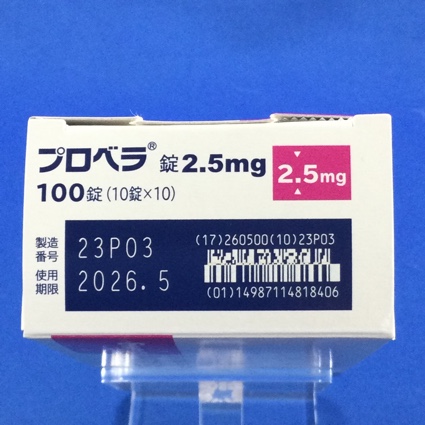 プロベラ® 錠2.5mg
2.5mg
100錠(10錠×10)
製造番号 23P03
(17)260500(10)23P03
使用期限 2026.5
(01)14987114818406